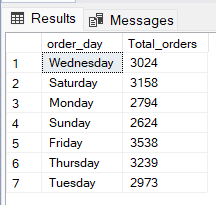 Results Messages
order_day Total_orders
1 Wednesday 3024
2 Saturday 3158
3 Monday 2794
4 Sunday 2624
5 Friday 3538
6 Thursday 3239
7 Tuesday 2973